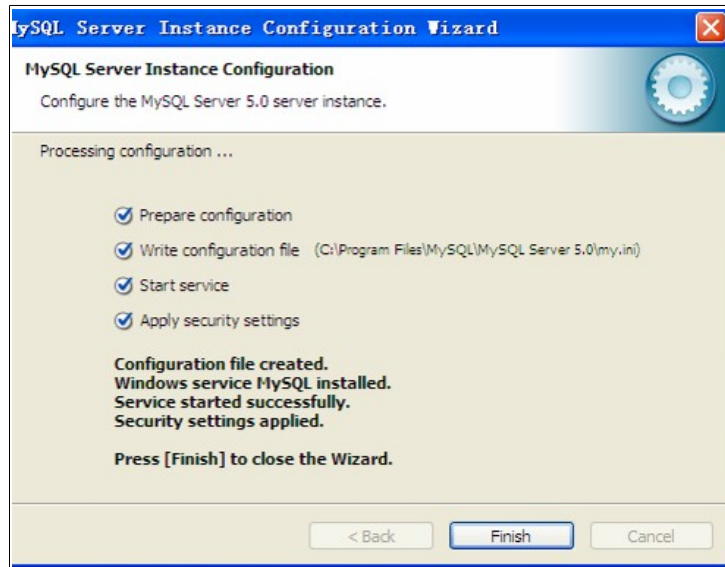 MySQL Server Instance Configuration Wizard
MySQL Server Instance Configuration
Configure the MySQL Server 5.0 server instance.
Processing configuration ...
Prepare configuration
Write configuration file (C:\Program Files\MySQL\MySQL Server 5.0\my.ini)
Start service
Apply security settings
Configuration file created.
Windows service MySQL installed.
Service started successfully.
Security settings applied.
Press [Finish] to close the Wizard.
< Back Finish Cancel